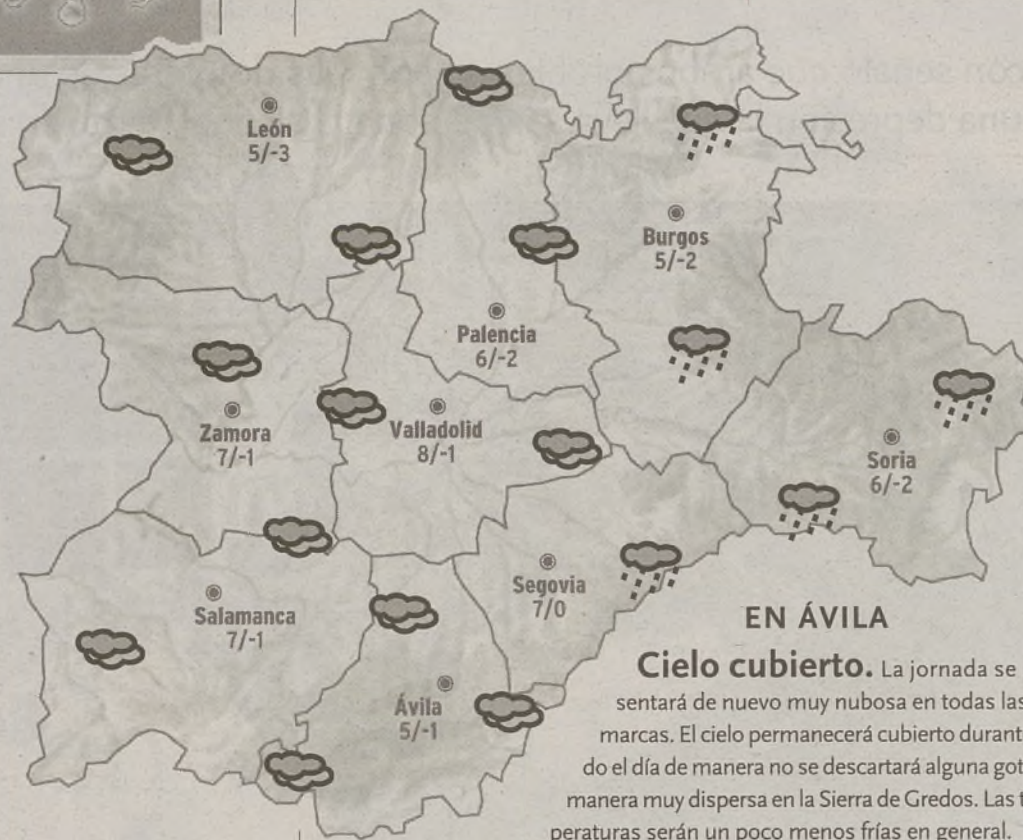 León
5/-3
Burgos
5/-2
Palencia
6/-2
Zamora
7/-1
Valladolid
8/-1
Soria
6/-2
Segovia
7/0
Salamanca
7/-1
Ávila
5/-1
EN ÁVILA
Cielo cubierto. La jornada se
sentará de nuevo muy nubosa en todas las
marcas. El cielo permanecerá cubierto durant
do el día de manera no se descartará alguna got
manera muy dispersa en la Sierra de Gredos. Las t
peraturas serán un poco menos frías en general.